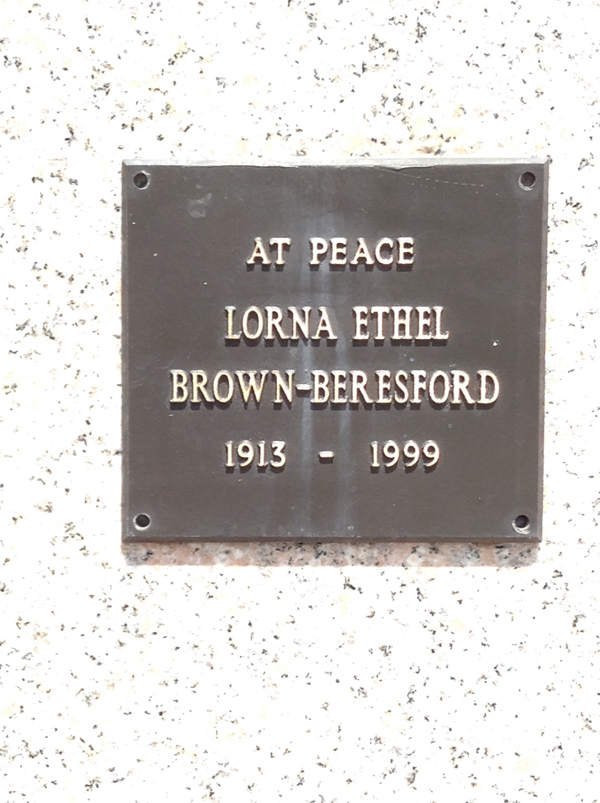 AT PEACE
LORNA ETHEL
BROWN-BERESFORD
1913 - 1999